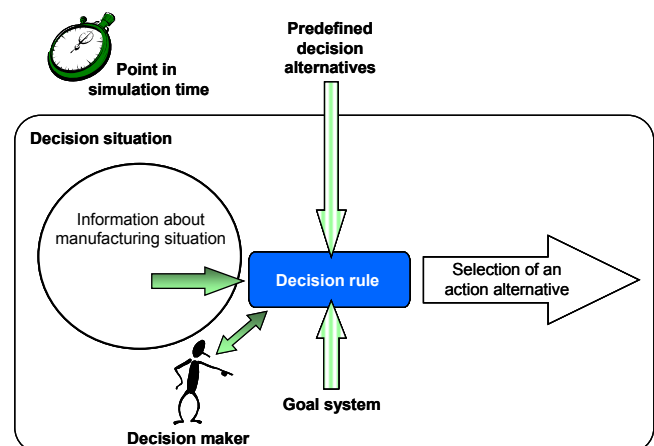 Point in
simulation time
Predefined
decision
alternatives
Decision situation
Information about
manufacturing situation
Decision rule
Selection of an
action alternative
Goal system
Decision maker